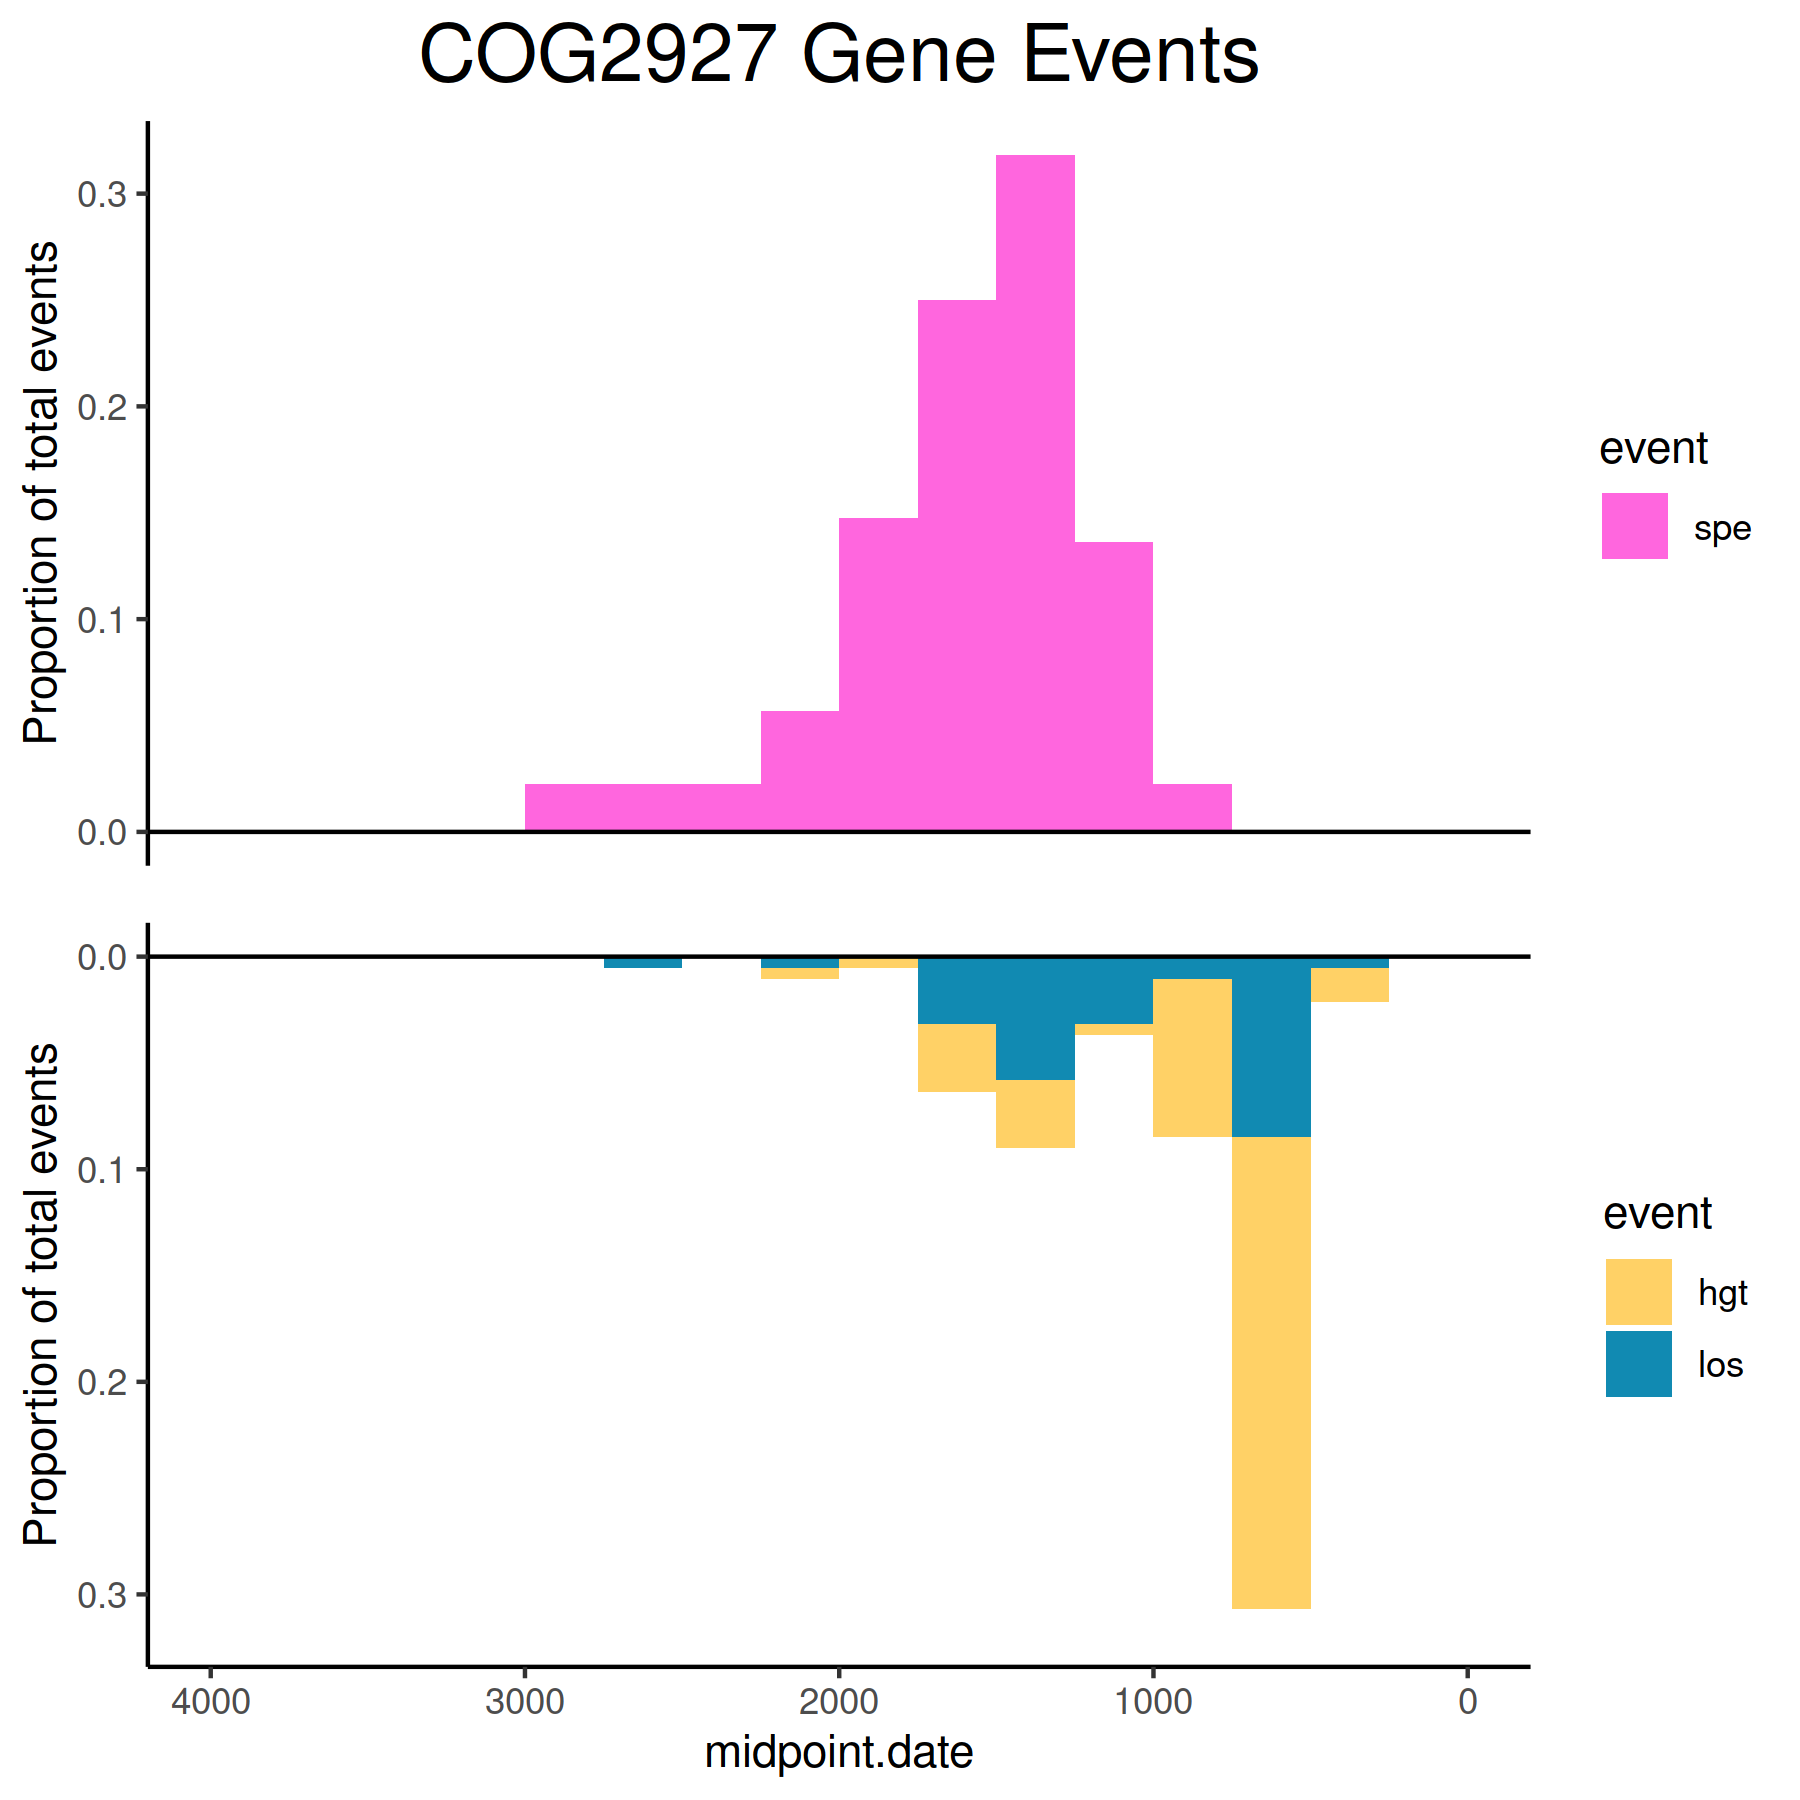 COG2927 Gene Events
Proportion of total events
0.3
0.2
0.1
0.0
event
spe
Proportion of total events
0.0
0.1
0.2
0.3
event
hgt
los
4000 3000 2000 1000 0
midpoint.date